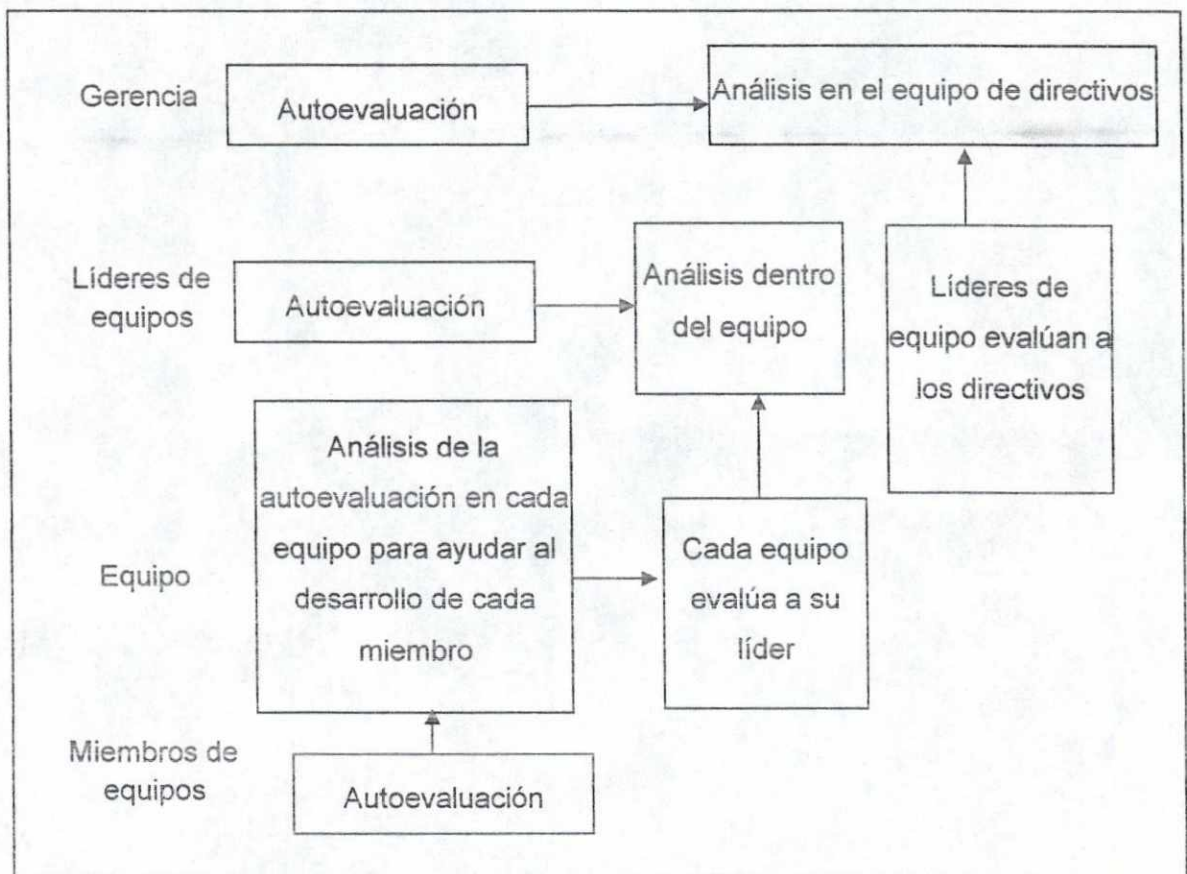 Gerencia
Autoevaluación
Análisis en el equipo de directivos
Líderes de
equipos
Autoevaluación
Análisis dentro
del equipo
Líderes de
equipo evalúan a
los directivos
Equipo
Análisis de la
autoevaluación en cada
equipo para ayudar al
desarrollo de cada
miembro
Cada equipo
evalúa a su
líder
Miembros de
equipos
Autoevaluación